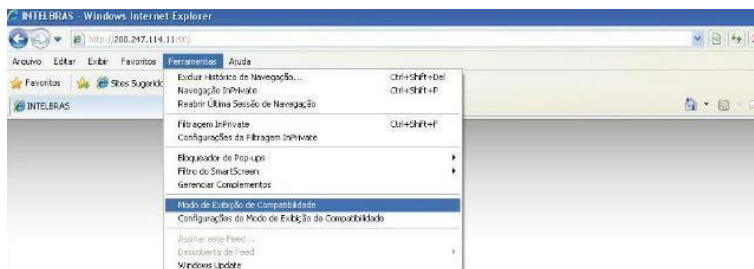 INTELBRAS - Windows Internet Explorer
http://200.247.114.11:90/
Arquivo Editar Exibir Favoritos Ferramentas Ajuda
Favoritos Sites Sugerido
INTELBRAS
Excluir Histórico de Navegação... Ctrl+Shift+Del
Navegação InPrivate Ctrl+Shift+P
Reabrir Última Sessão de Navegação
Filtragem InPrivate Ctrl+Shift+F
Configurações da Filtragem InPrivate
Bloqueador de Pop-ups
Filtro do SmartScreen
Gerenciar Complementos
Modo de Exibição de Compatibilidade
Configurações do Modo de Exibição de Compatibilidade
Assinar este Feed...
Descoberta de Feed
Windows Update